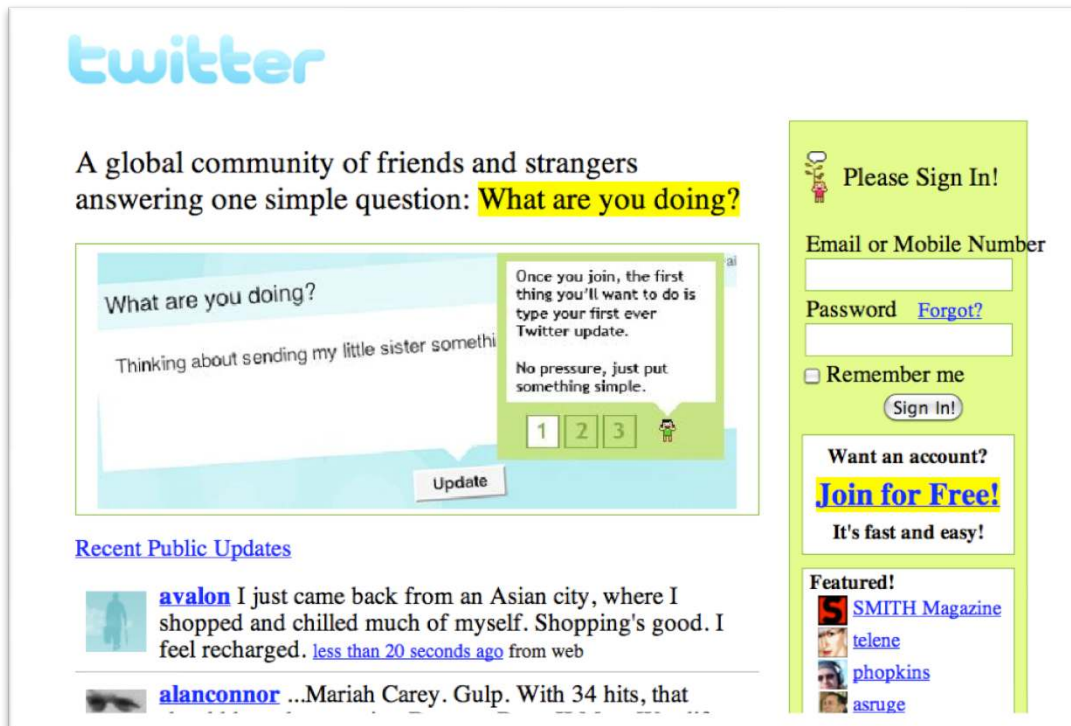 twitter
A global community of friends and strangers
answering one simple question: What are you doing?
What are you doing?
Thinking about sending my little sister somethi
Update
Once you join, the first
thing you'll want to do is
type your first ever
Twitter update.
No pressure, just put
something simple.
1 2 3
Recent Public Updates
avalon I just came back from an Asian city, where I
shopped and chilled much of myself. Shopping's good. I
feel recharged. less than 20 seconds ago from web
alanconnor ...Mariah Carey. Gulp. With 34 hits, that
Please Sign In!
Email or Mobile Number
Password Forgot?
Remember me
Sign In!
Want an account?
Join for Free!
It's fast and easy!
Featured!
SMITH Magazine
telene
phopkins
asruge